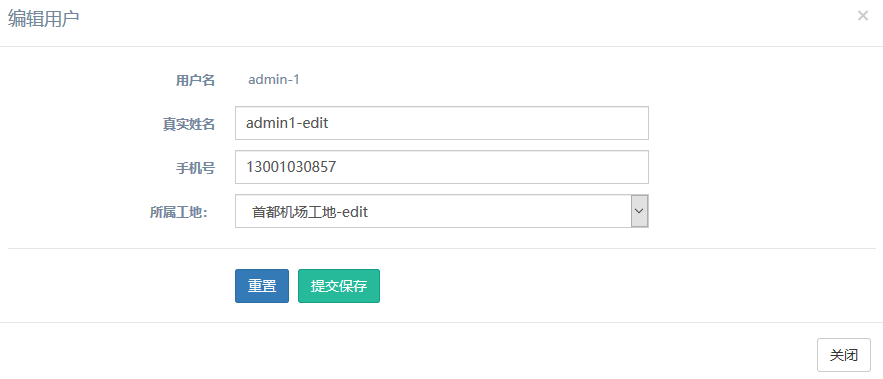 编辑用户 ×
用户名 admin-1
真实姓名 admin1-edit
手机号 13001030857
所属工地： 首都机场工地-edit
重置 提交保存
关闭